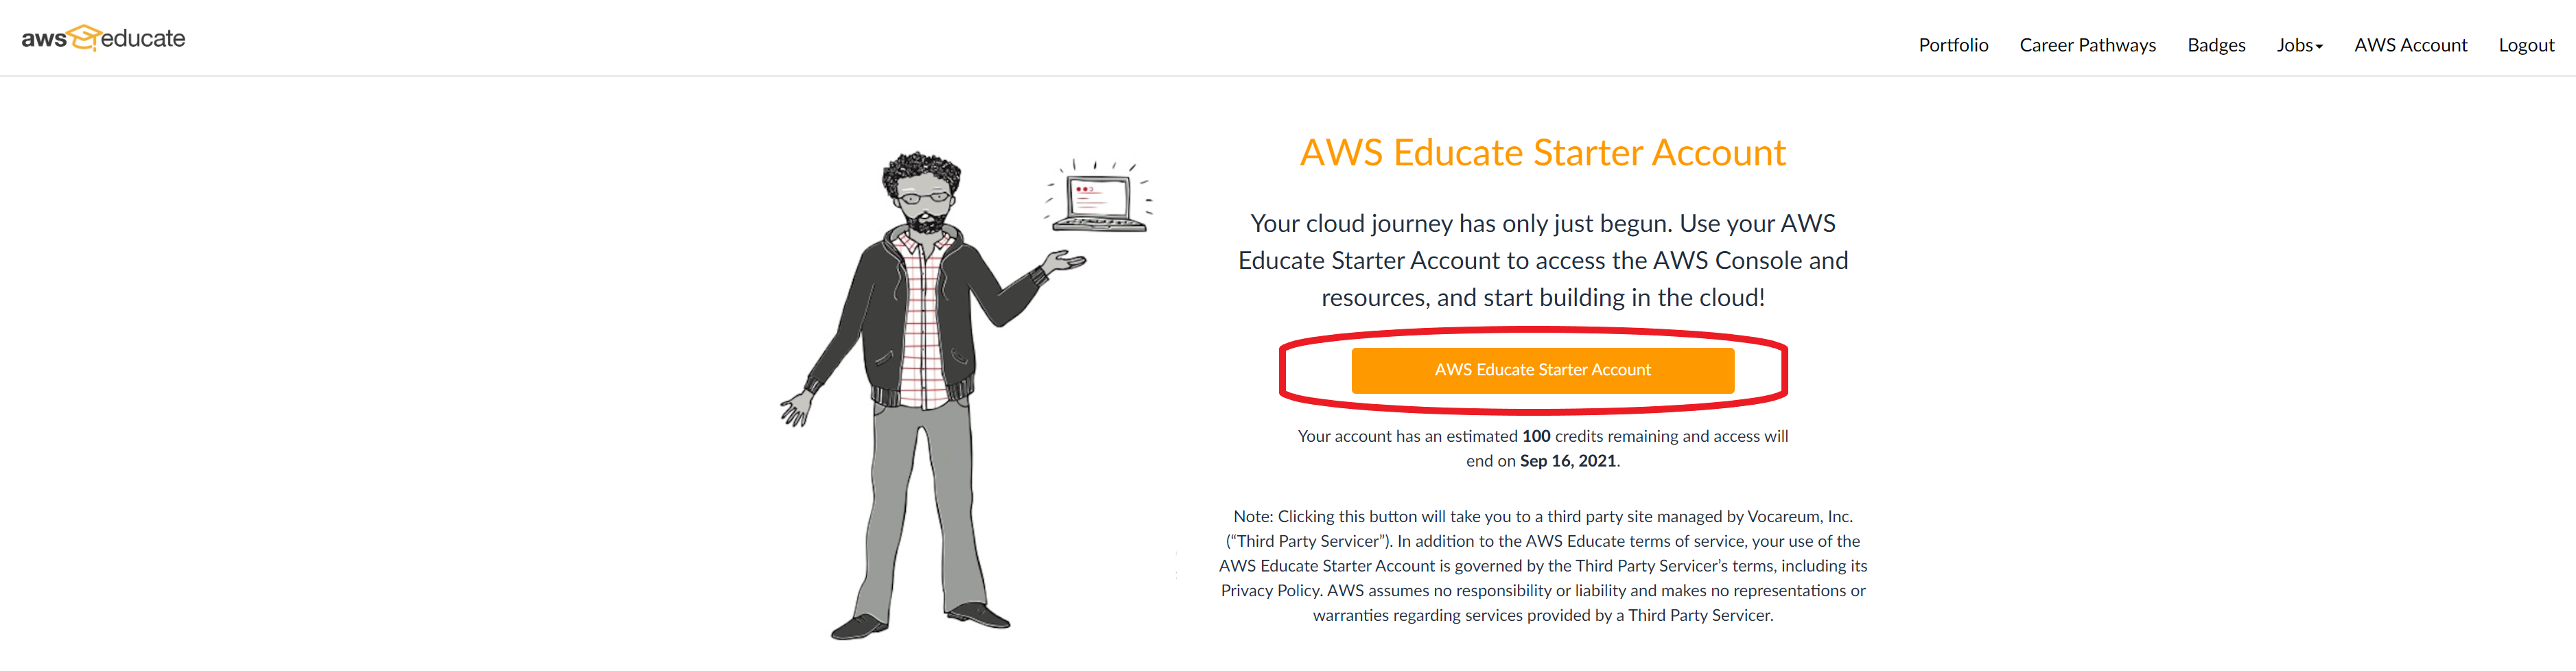 aws educate
Portfolio Career Pathways Badges Jobs AWS Account Logout
AWS Educate Starter Account
Your cloud journey has only just begun. Use your AWS
Educate Starter Account to access the AWS Console and
resources, and start building in the cloud!
AWS Educate Starter Account
Your account has an estimated 100 credits remaining and access will
end on Sep 16, 2021.
Note: Clicking this button will take you to a third party site managed by Vocareum, Inc.
(“Third Party Servicer”). In addition to the AWS Educate terms of service, your use of the
AWS Educate Starter Account is governed by the Third Party Servicer’s terms, including its
Privacy Policy. AWS assumes no responsibility or liability and makes no representations or
warranties regarding services provided by a Third Party Servicer.